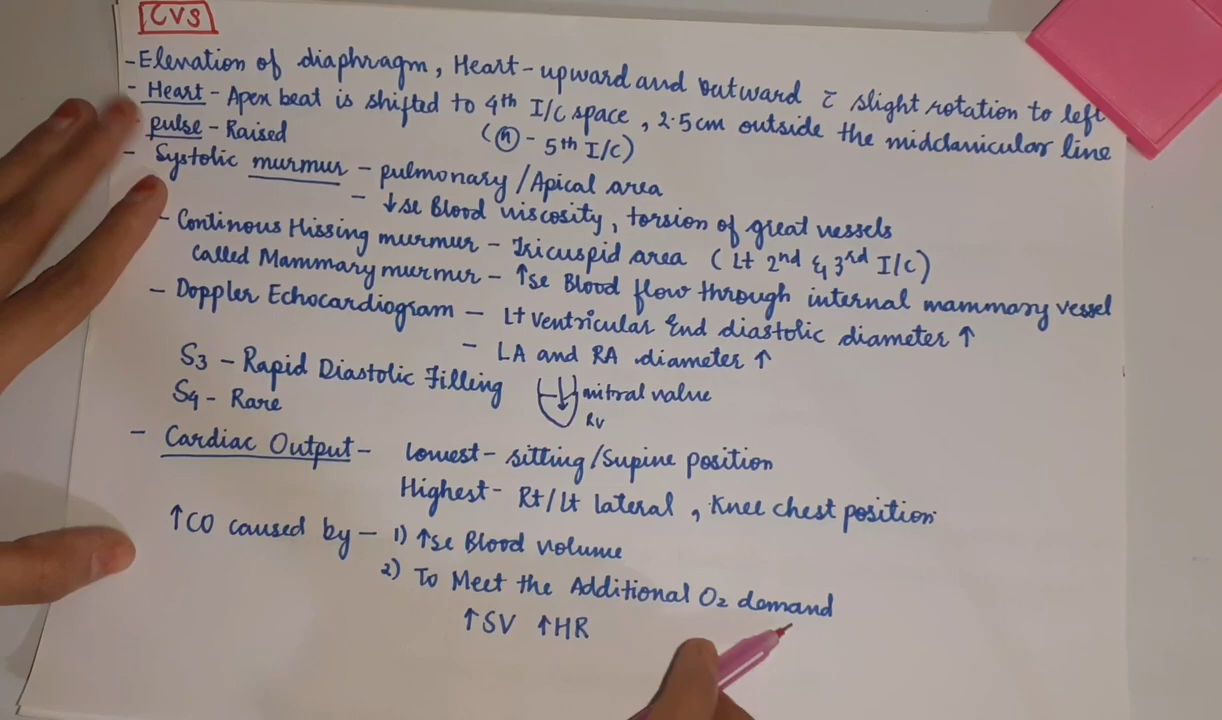 CVS
- Elevation of diaphragm, Heart - upward and outward c̄ slight rotation to left
- Heart - Apex beat is shifted to 4th I/C space, 2.5cm outside the midclavicular line
pulse - Raised (n - 5th I/C)
- Systolic murmur - pulmonary/Apical area
- ↓se Blood viscosity, torsion of great vessels
- Continous Hissing murmur - Tricuspid area (Lt 2nd & 3rd I/C)
called Mammary murmur - ↑se Blood flow through internal mammary vessel
- Doppler Echocardiogram - Lt ventricular End diastolic diameter ↑
- LA and RA diameter ↑
S3 - Rapid Diastolic Filling
mitral valve
S4 - Rare
RV
- Cardiac Output - lowest - sitting/Supine position
Highest - Rt/Lt lateral, Knee chest position
↑CO caused by - 1) ↑se Blood volume
2) To Meet the Additional O2 demand
↑SV ↑HR